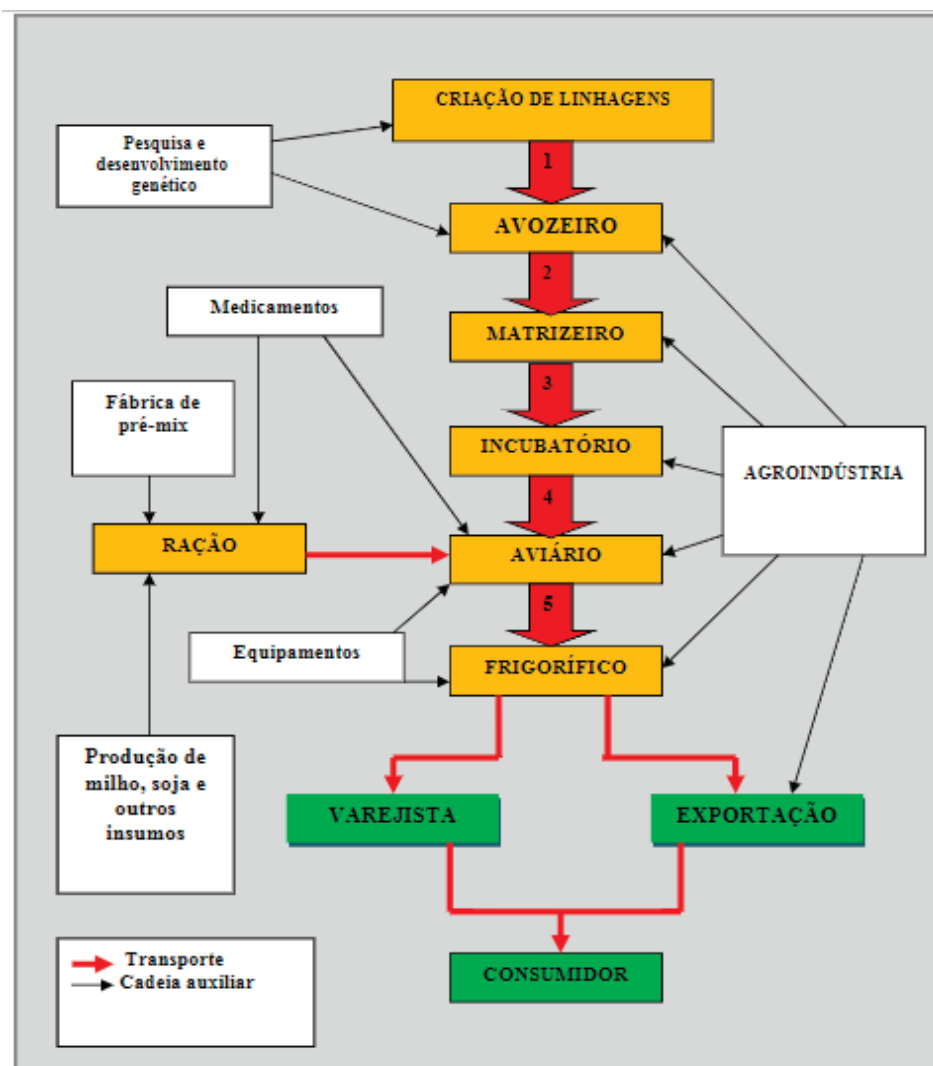 CRIAÇÃO DE LINHAGENS
Pesquisa e
desenvolvimento
genético
1
AVOZEIRO
2
Medicamentos
MATRIZEIRO
3
Fábrica de
pré-mix
INCUBATÓRIO
AGROINDÚSTRIA
4
RAÇÃO
AVIÁRIO
5
Equipamentos
FRIGORÍFICO
Produção de
milho, soja e
outros
insumos
VAREJISTA
EXPORTAÇÃO
CONSUMIDOR
Transporte
Cadeia auxiliar